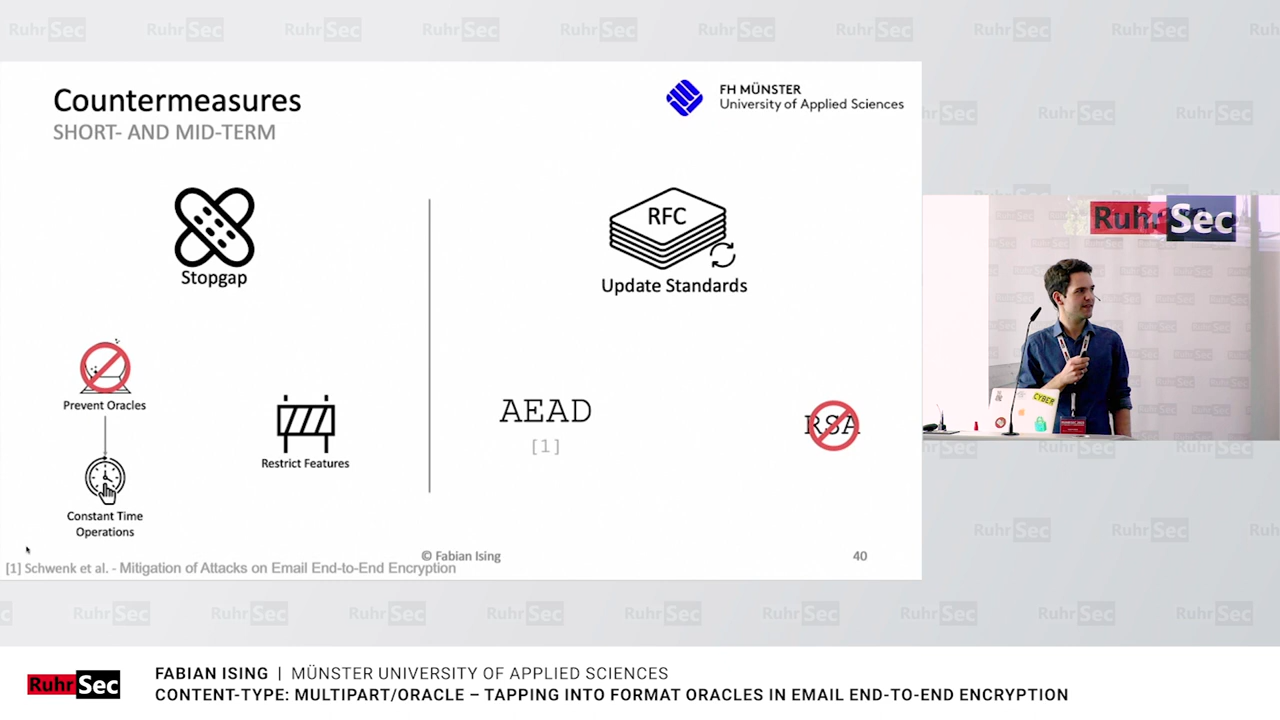 Countermeasures
SHORT- AND MID-TERM
FH MÜNSTER
University of Applied Sciences
Stopgap
RFC
Update Standards
Prevent Oracles
Constant Time
Operations
Restrict Features
AEAD
[1]
RSA
© Fabian Ising
40
[1] Schwenk et al. - Mitigation of Attacks on Email End-to-End Encryption
RuhrSec
CYBER
RuhrSec
FABIAN ISING | MÜNSTER UNIVERSITY OF APPLIED SCIENCES
CONTENT-TYPE: MULTIPART/ORACLE – TAPPING INTO FORMAT ORACLES IN EMAIL END-TO-END ENCRYPTION